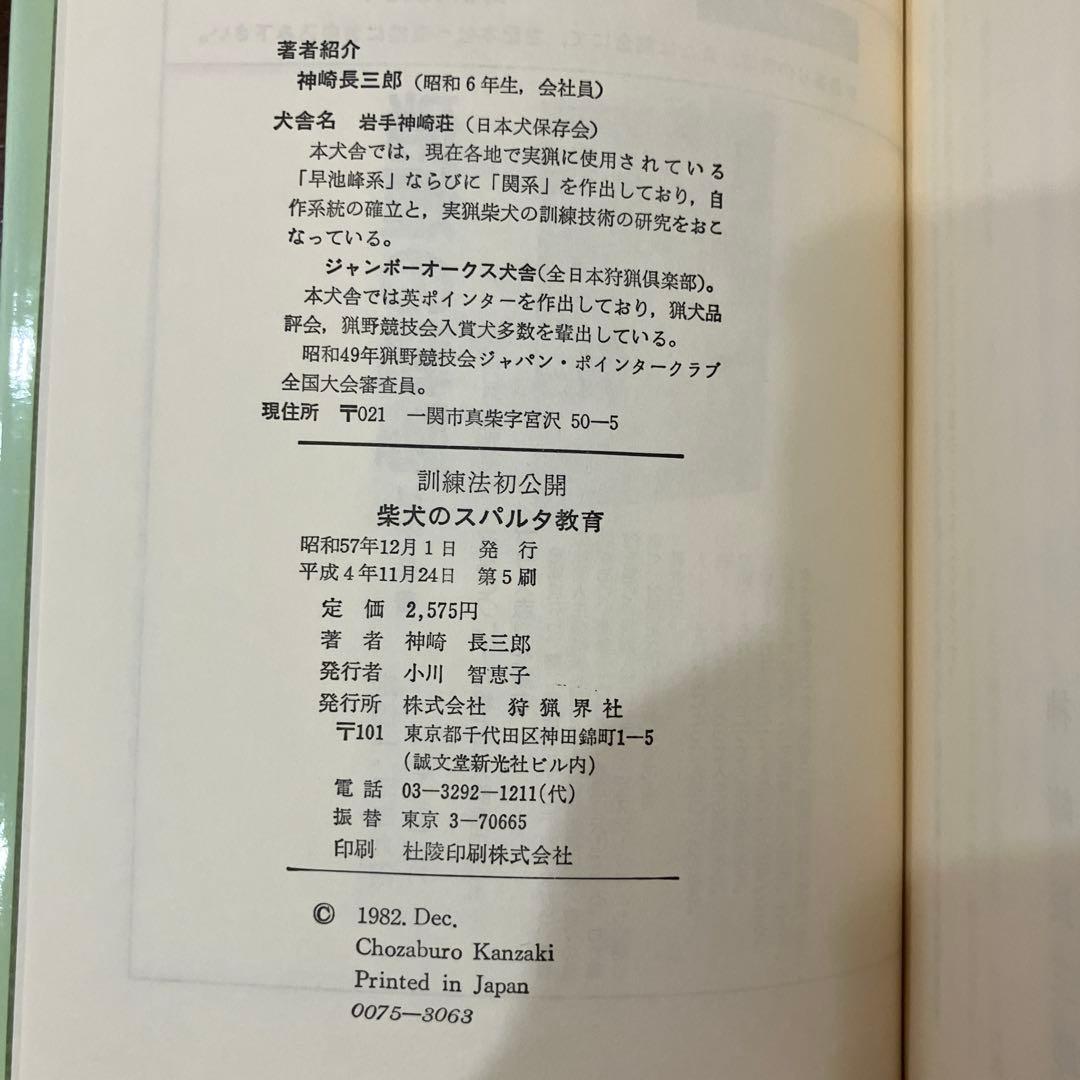 著者紹介
神崎長三郎（昭和6年生，会社員）
犬舎名　岩手神崎荘（日本犬保存会）
本犬舎では，現在各地で実猟に使用されている
「早池峰系」ならびに「関系」を作出しており，自
作系統の確立と，実猟柴犬の訓練技術の研究をおこ
なっている。
ジャンボーオークス犬舎（全日本狩猟倶楽部）。
本犬舎では英ポインターを作出しており，猟犬品
評会，猟野競技会入賞犬多数を輩出している。
昭和49年猟野競技会ジャパン・ポインタークラブ
全国大会審査員。
現住所　〒021　一関市真柴字宮沢 50―5
訓練法初公開
柴犬のスパルタ教育
昭和57年12月1日　発　行
平成4年11月24日　第5刷
定　価　2,575円
著　者　神崎　長三郎
発行者　小川　智恵子
発行所　株式会社　狩猟界社
〒101　東京都千代田区神田錦町1―5
（誠文堂新光社ビル内）
電　話　03―3292―1211（代）
振　替　東京 3―70665
印刷　杜陵印刷株式会社
© 1982. Dec.
Chozaburo Kanzaki
Printed in Japan
0075―3063